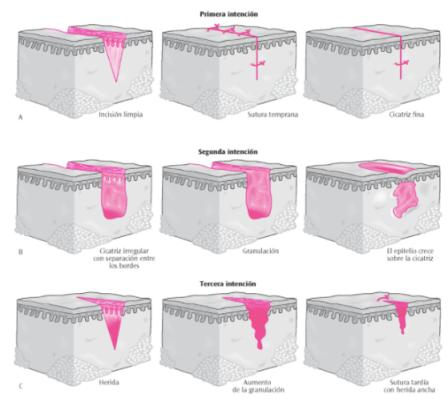 Primera intención
A
Incisión limpia
Sutura temprana
Cicatriz fina
Segunda intención
B
Cicatriz irregular
con separación entre
los bordes
Granulación
El epitelio crece
sobre la cicatriz
Tercera intención
C
Herida
Aumento
de la granulación
Sutura tardía
con herida ancha